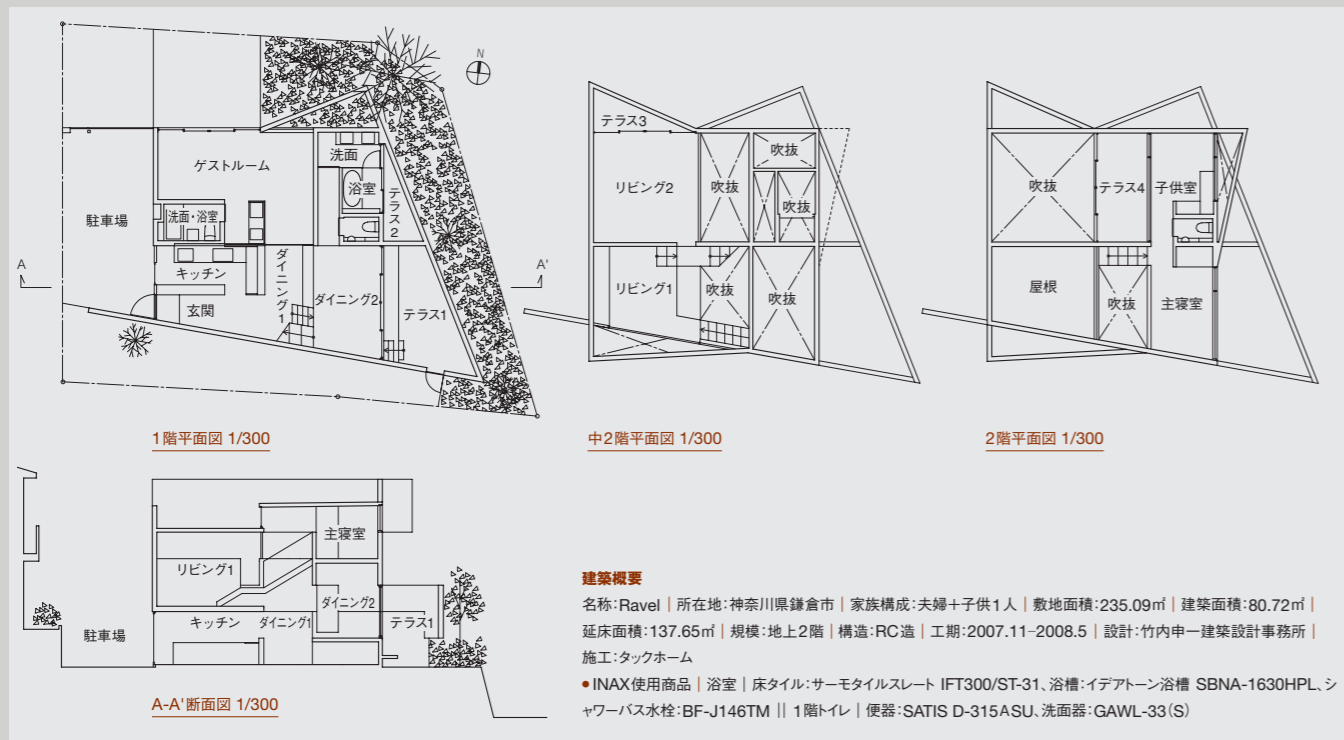 N
ゲストルーム
洗面
浴室
テラス2
駐車場
洗面・浴室
キッチン
玄関
ダイニング1
ダイニング2
テラス1
A
A'
1階平面図 1/300
テラス3
リビング2
吹抜
吹抜
吹抜
リビング1
吹抜
吹抜
中2階平面図 1/300
吹抜
テラス4
子供室
屋根
吹抜
主寝室
2階平面図 1/300
主寝室
リビング1
ダイニング2
キッチン
ダイニング1
テラス1
駐車場
A-A'断面図 1/300
建築概要
名称:Ravel | 所在地:神奈川県鎌倉市 | 家族構成:夫婦+子供1人 | 敷地面積:235.09㎡ | 建築面積:80.72㎡ |
延床面積:137.65㎡ | 規模:地上2階 | 構造:RC造 | 工期:2007.11-2008.5 | 設計:竹内申一建築設計事務所 |
施工:タックホーム
●INAX使用商品 | 浴室 | 床タイル:サーモタイルスレート IFT300/ST-31、浴槽:イデアトーン浴槽 SBNA-1630HPL、シ
ャワーバス水栓:BF-J146TM || 1階トイレ | 便器:SATIS D-315ASU、洗面器:GAWL-33(S)